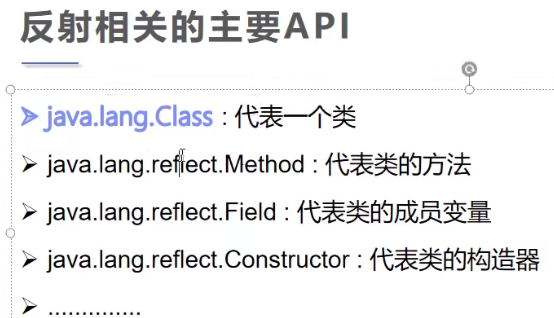 反射相关的主要API
➢ java.lang.Class : 代表一个类
➢ java.lang.reflect.Method : 代表类的方法
➢ java.lang.reflect.Field : 代表类的成员变量
➢ java.lang.reflect.Constructor : 代表类的构造器
➢ ..............